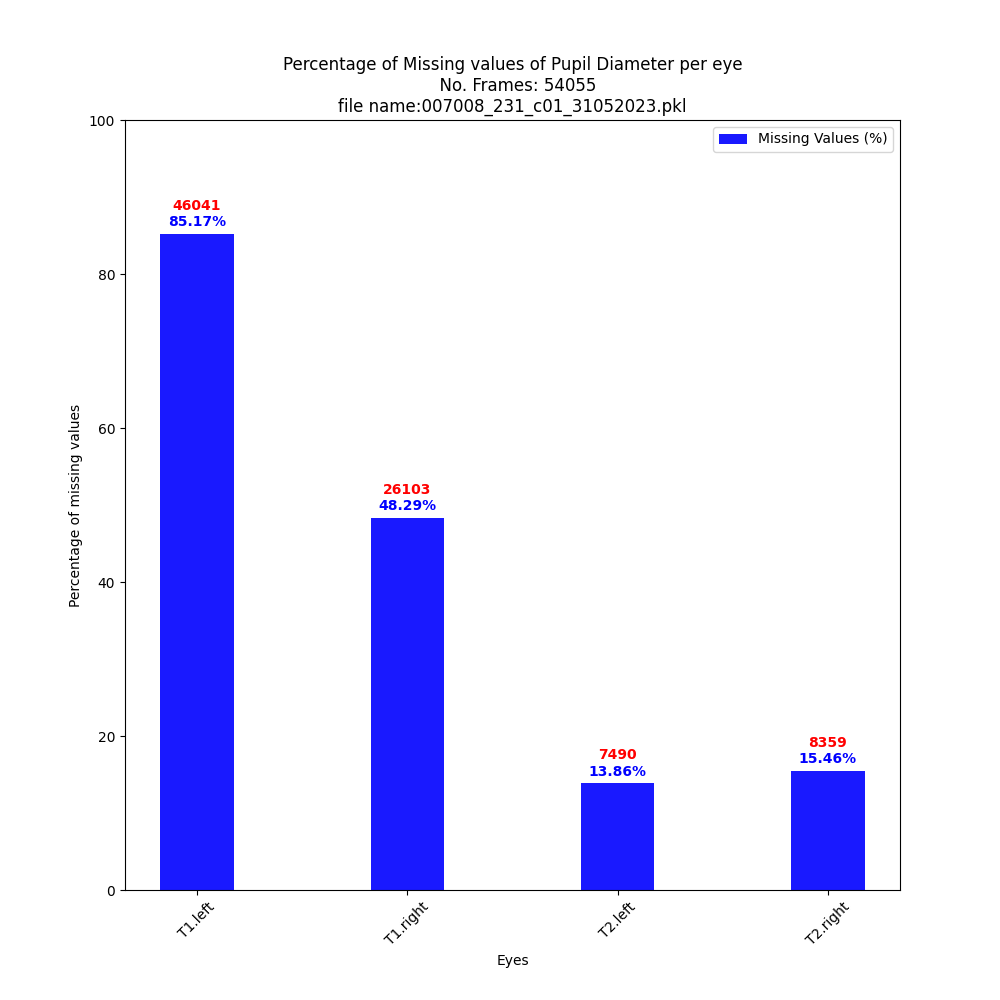 Percentage of Missing values of Pupil Diameter per eye
No. Frames: 54055
file name:007008_231_c01_31052023.pkl
Missing Values (%)
100
80
60
40
20
0
Percentage of missing values
46041
85.17%
26103
48.29%
7490
13.86%
8359
15.46%
T1.left
T1.right
T2.left
T2.right
Eyes